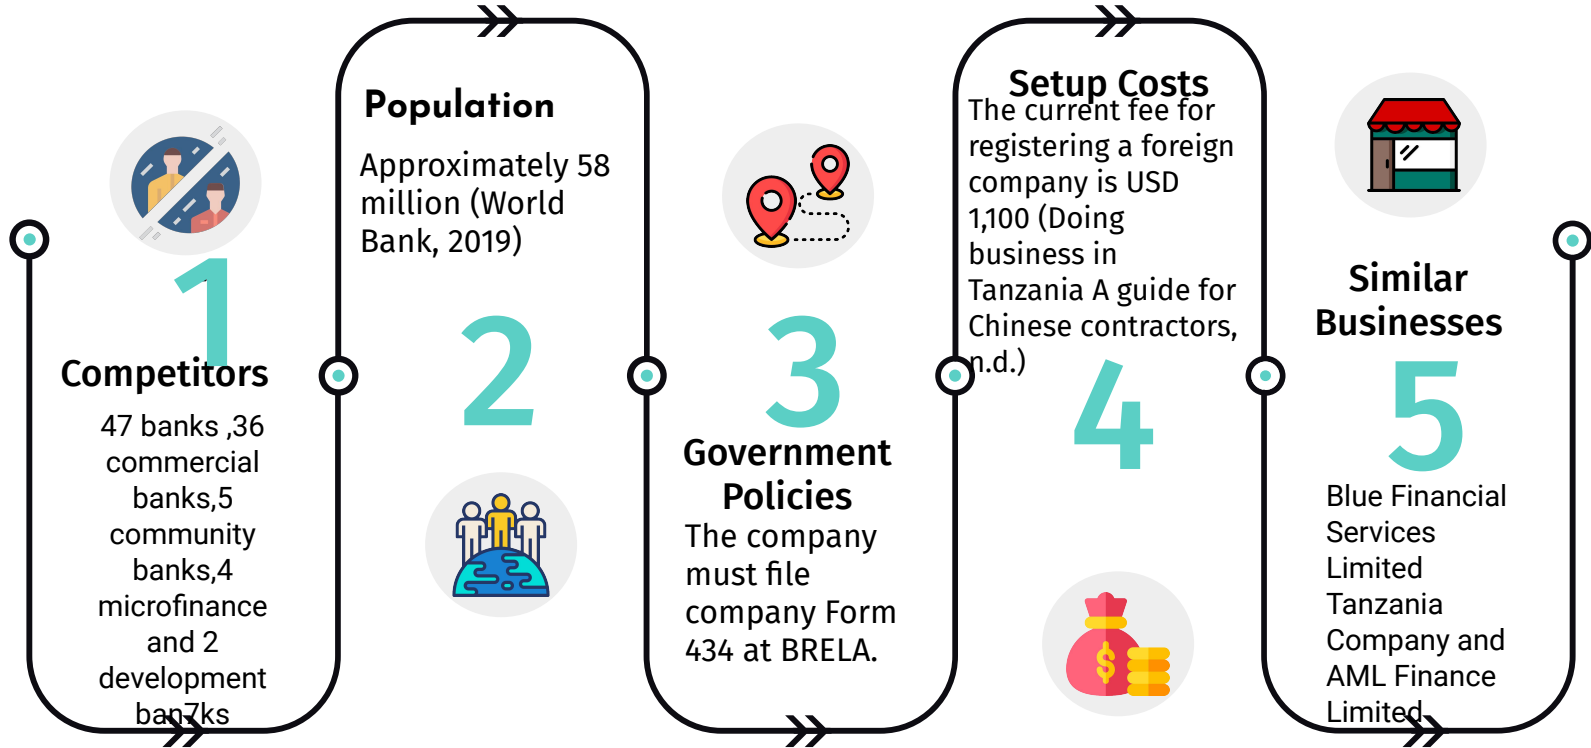 1
Competitors
47 banks ,36
commercial
banks,5
community
banks,4
microfinance
and 2
development
ban7ks
Population
Approximately 58
million (World
Bank, 2019)
2
3
Government
Policies
The company
must file
company Form
434 at BRELA.
Setup Costs
The current fee for
registering a foreign
company is USD
1,100 (Doing
business in
Tanzania A guide for
Chinese contractors,
n.d.)
4
$
Similar
Businesses
5
Blue Financial
Services
Limited
Tanzania
Company and
AML Finance
Limited